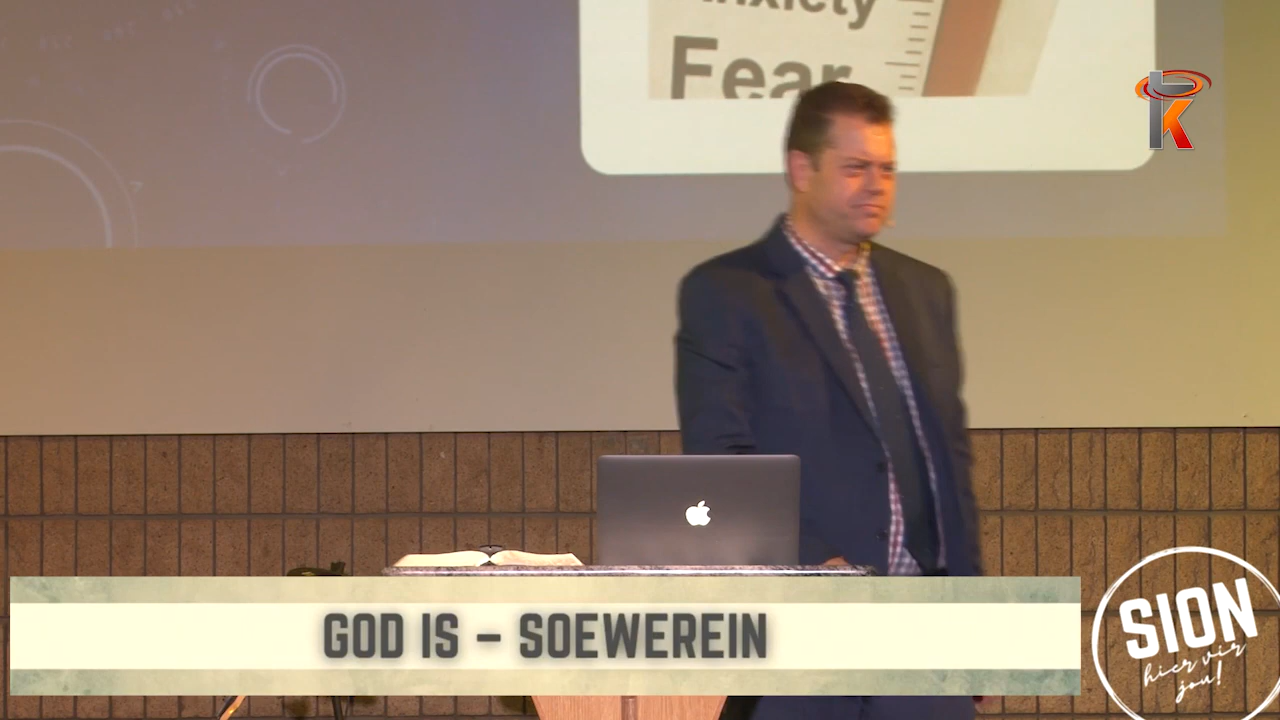 Anxiety
Fear
K
GOD IS – SOEWEREIN
SION
hier vir
jou!